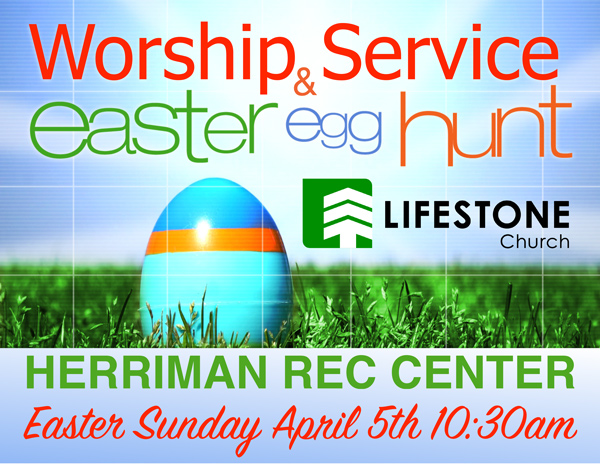 Worship & Service
easter egg hunt
LIFESTONE
Church
HERRIMAN REC CENTER
Easter Sunday April 5th 10:30am